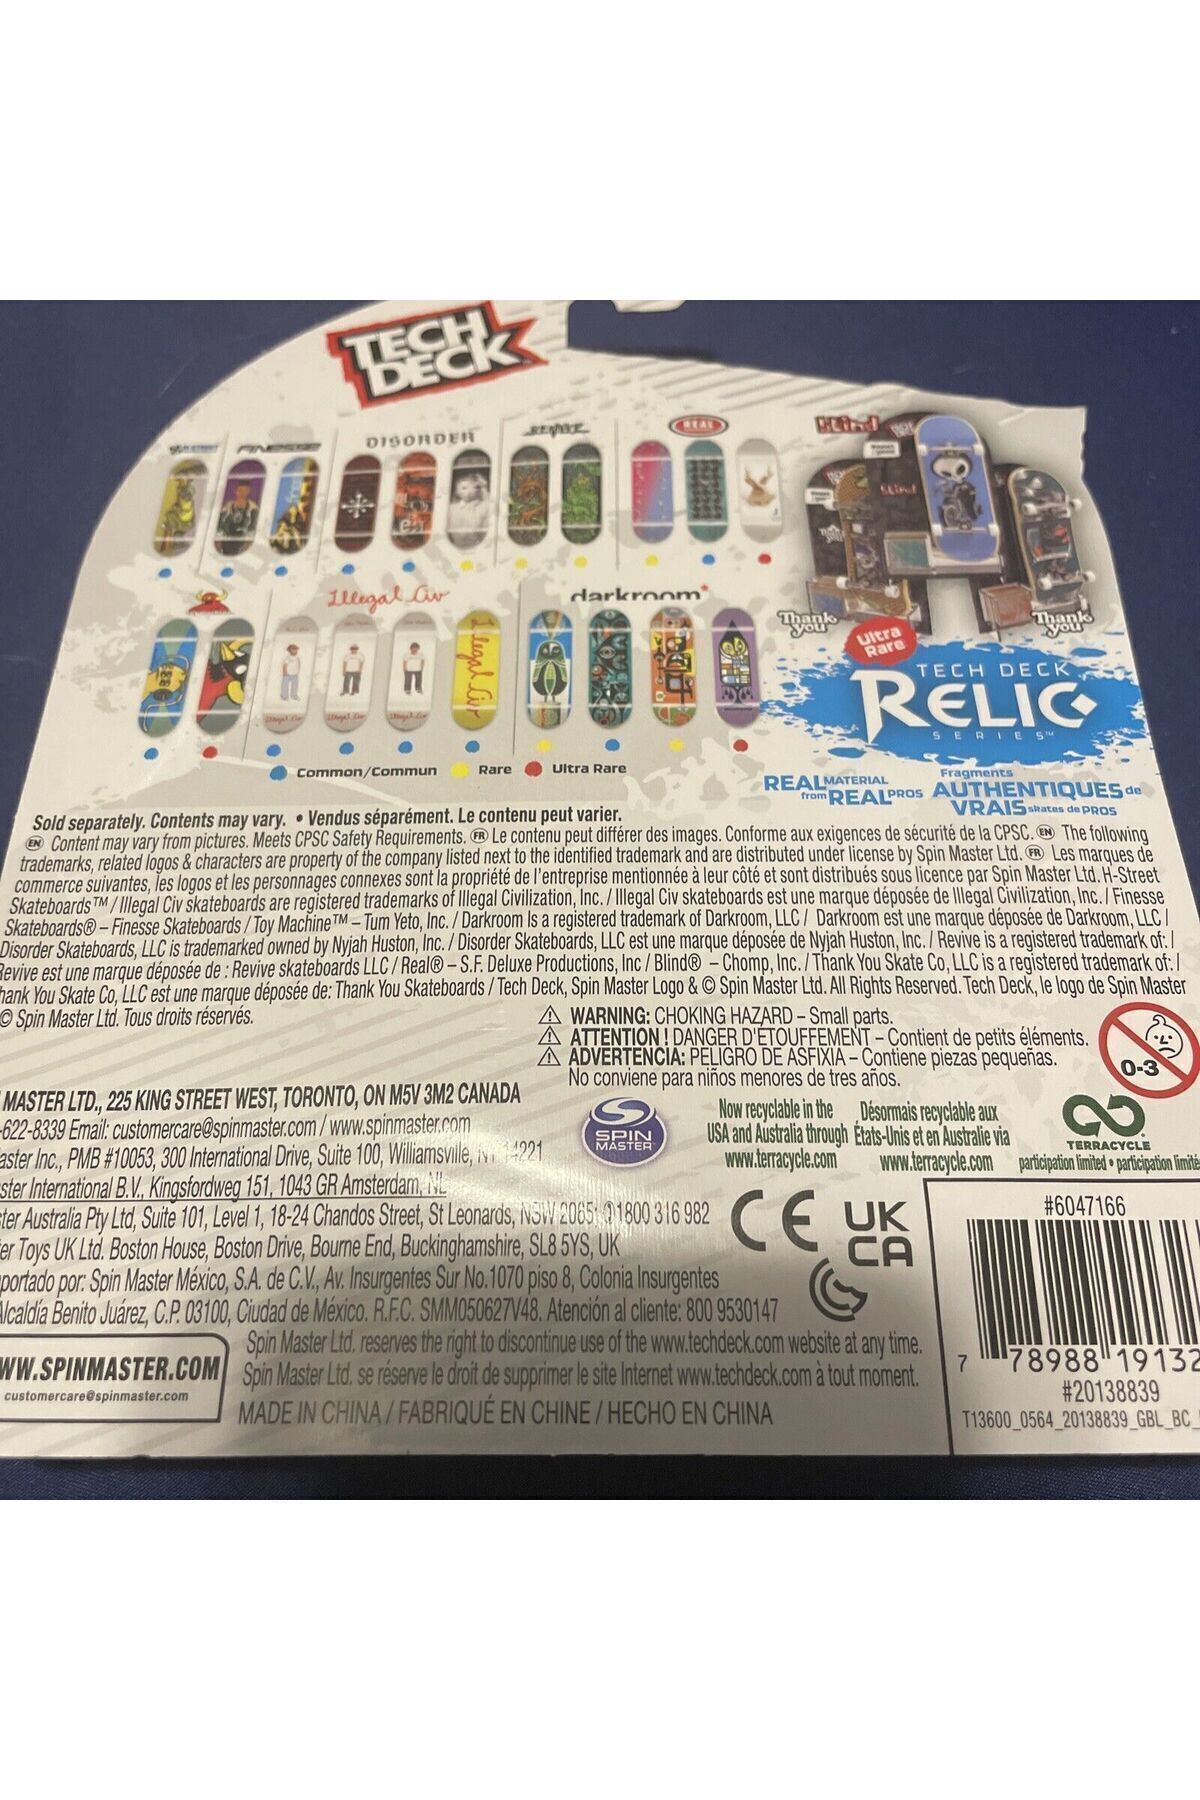 TECH
DECK
FINESSE
DISORDER
REVIVE
REAL
Blind
Illegal Civ
darkroom*
Illegal Civ
Thank
you
Thank
you
Ultra
Rare
TECH DECK
RELIC
SERIES™
Common/Commun Rare Ultra Rare
REAL MATERIAL
from REAL PROS
Fragments
AUTHENTIQUES de
VRAIS skates de PROS
Sold separately. Contents may vary. • Vendus séparément. Le contenu peut varier.
EN Content may vary from pictures. Meets CPSC Safety Requirements. FR Le contenu peut différer des images. Conforme aux exigences de sécurité de la CPSC. EN The following
trademarks, related logos & characters are property of the company listed next to the identified trademark and are distributed under license by Spin Master Ltd. FR Les marques de
commerce suivantes, les logos et les personnages connexes sont la propriété de l'entreprise mentionnée à leur côté et sont distribués sous licence par Spin Master Ltd. H-Street
Skateboards™ / Illegal Civ skateboards are registered trademarks of Illegal Civilization, Inc. / Illegal Civ skateboards est une marque déposée de Illegal Civilization, Inc. / Finesse
Skateboards® – Finesse Skateboards / Toy Machine™ – Tum Yeto, Inc. / Darkroom Is a registered trademark of Darkroom, LLC / Darkroom est une marque déposée de Darkroom, LLC /
Disorder Skateboards, LLC is trademarked owned by Nyjah Huston, Inc. / Disorder Skateboards, LLC est une marque déposée de Nyjah Huston, Inc. / Revive is a registered trademark of: /
Revive est une marque déposée de : Revive skateboards LLC / Real® – S.F. Deluxe Productions, Inc / Blind® – Chomp, Inc. / Thank You Skate Co, LLC is a registered trademark of: /
hank You Skate Co, LLC est une marque déposée de: Thank You Skateboards / Tech Deck, Spin Master Logo & © Spin Master Ltd. All Rights Reserved. Tech Deck, le logo de Spin Master
© Spin Master Ltd. Tous droits réservés.
WARNING: CHOKING HAZARD – Small parts.
ATTENTION ! DANGER D'ÉTOUFFEMENT – Contient de petits éléments.
ADVERTENCIA: PELIGRO DE ASFIXIA – Contiene piezas pequeñas.
No conviene para niños menores de tres años.
0-3
MASTER LTD., 225 KING STREET WEST, TORONTO, ON M5V 3M2 CANADA
-622-8339 Email: customercare@spinmaster.com / www.spinmaster.com
aster Inc., PMB #10053, 300 International Drive, Suite 100, Williamsville, NY 14221
ster International B.V., Kingsfordweg 151, 1043 GR Amsterdam, NL
ter Australia Pty Ltd, Suite 101, Level 1, 18-24 Chandos Street, St Leonards, NSW 2065; 1800 316 982
er Toys UK Ltd. Boston House, Boston Drive, Bourne End, Buckinghamshire, SL8 5YS, UK
portado por: Spin Master México, S.A. de C.V., Av. Insurgentes Sur No.1070 piso 8, Colonia Insurgentes
Alcaldía Benito Juárez, C.P. 03100, Ciudad de México. R.F.C. SMM050627V48. Atención al cliente: 800 9530147
SPIN
MASTER
Now recyclable in the
USA and Australia through
www.terracycle.com
Désormais recyclable aux
États-Unis et en Australie via
www.terracycle.com
TERRACYCLE
participation limited • participation limité
CE
UK
CA
Spin Master Ltd. reserves the right to discontinue use of the www.techdeck.com website at any time.
Spin Master Ltd. se réserve le droit de supprimer le site Internet www.techdeck.com à tout moment.
MADE IN CHINA / FABRIQUÉ EN CHINE / HECHO EN CHINA
WW.SPINMASTER.COM
customercare@spinmaster.com
#6047166
7 78988 19132
#20138839
T13600_0564_20138839_GBL_BC_